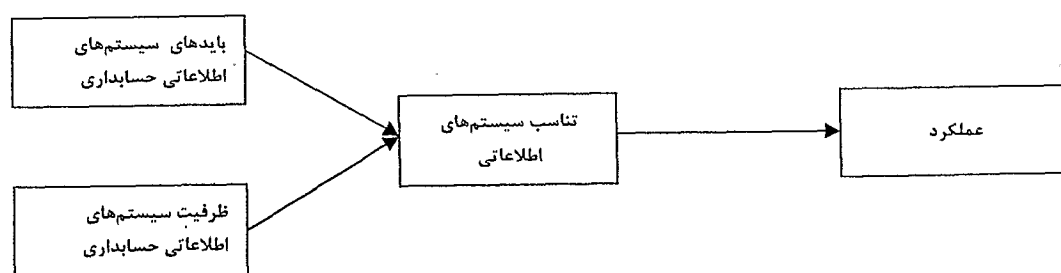 بایدهای سیستم‌های
اطلاعاتی حسابداری
تناسب سیستم‌های
اطلاعاتی
عملکرد
ظرفیت سیستم‌های
اطلاعاتی حسابداری